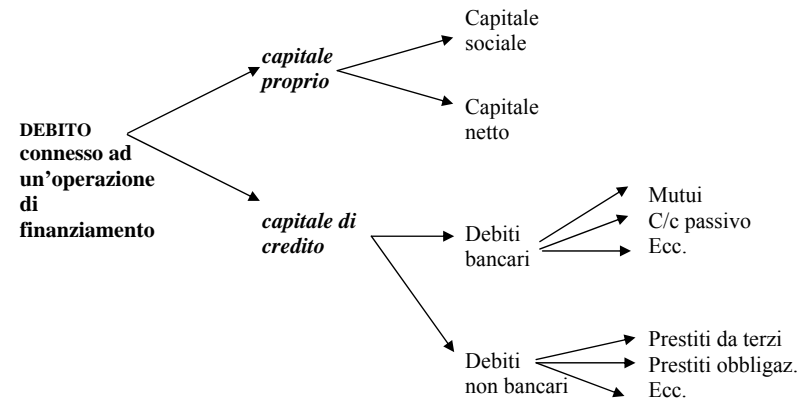 DEBITO
connesso ad
un'operazione
di
finanziamento
capitale
proprio
Capitale
sociale
Capitale
netto
capitale di
credito
Debiti
bancari
Mutui
C/c passivo
Ecc.
Debiti
non bancari
Prestiti da terzi
Prestiti obbligaz.
Ecc.